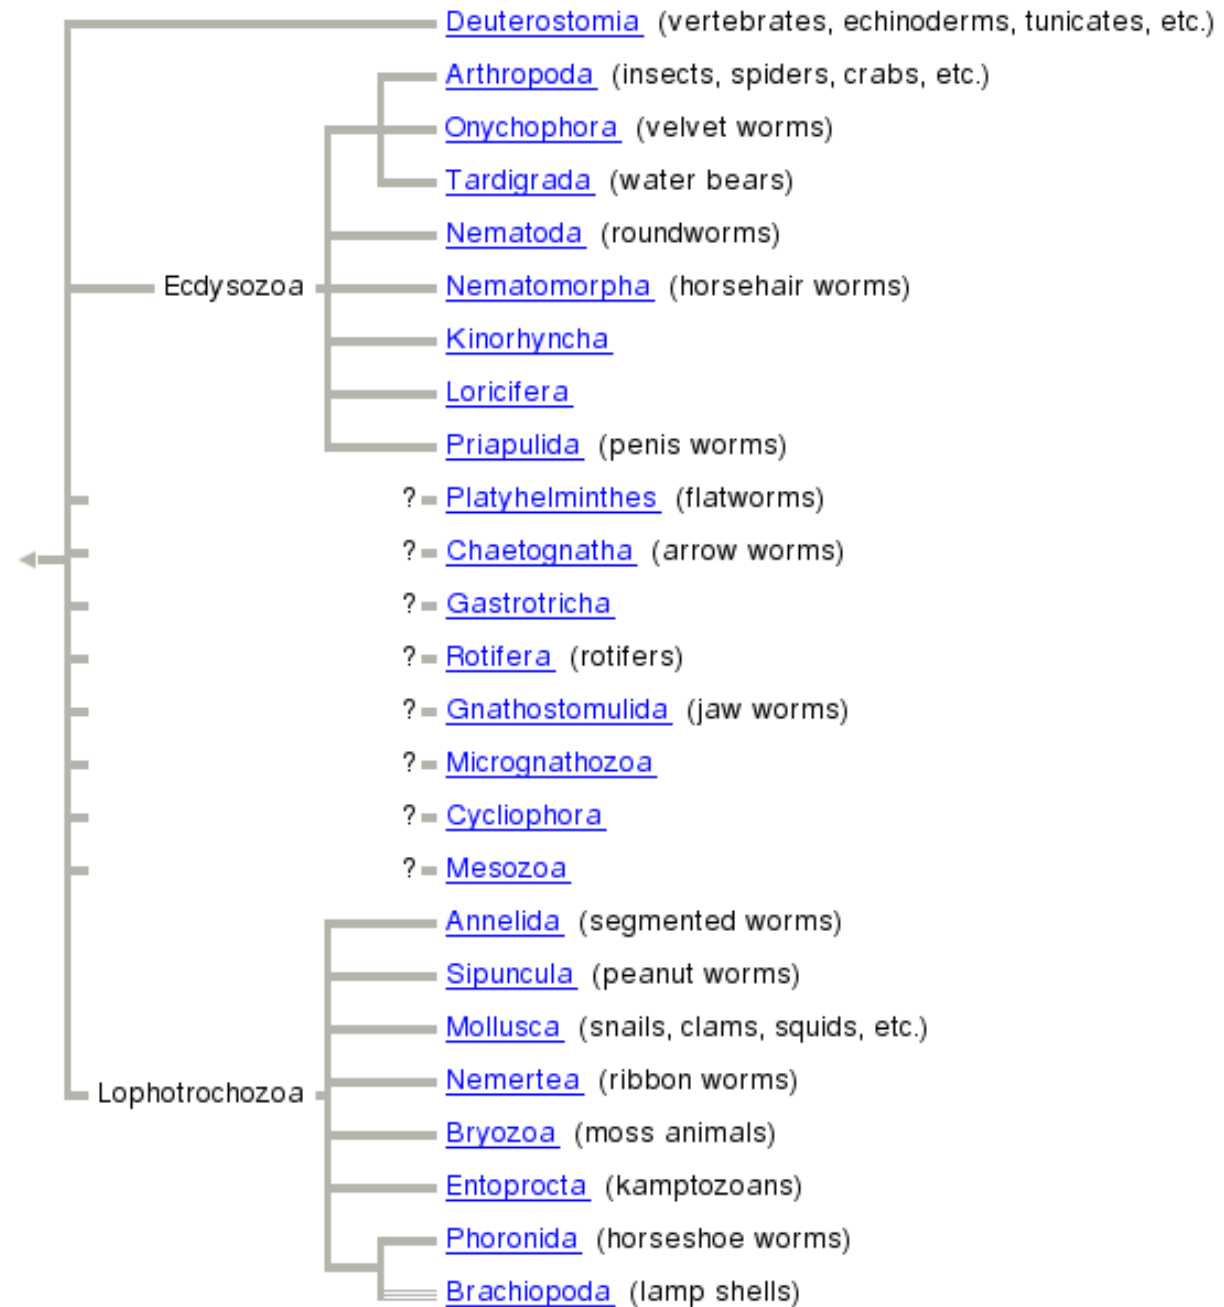 Deuterostomia (vertebrates, echinoderms, tunicates, etc.)
Arthropoda (insects, spiders, crabs, etc.)
Onychophora (velvet worms)
Tardigrada (water bears)
Nematoda (roundworms)
Ecdysozoa Nematomorpha (horsehair worms)
Kinorhyncha
Loricifera
Priapulida (penis worms)
? Platyhelminthes (flatworms)
? Chaetognatha (arrow worms)
? Gastrotricha
? Rotifera (rotifers)
? Gnathostomulida (jaw worms)
? Micrognathozoa
? Cycliophora
? Mesozoa
Annelida (segmented worms)
Sipuncula (peanut worms)
Mollusca (snails, clams, squids, etc.)
Nemertea (ribbon worms)
Lophotrochozoa
Bryozoa (moss animals)
Entoprocta (kamptozoans)
Phoronida (horseshoe worms)
Brachiopoda (lamp shells)